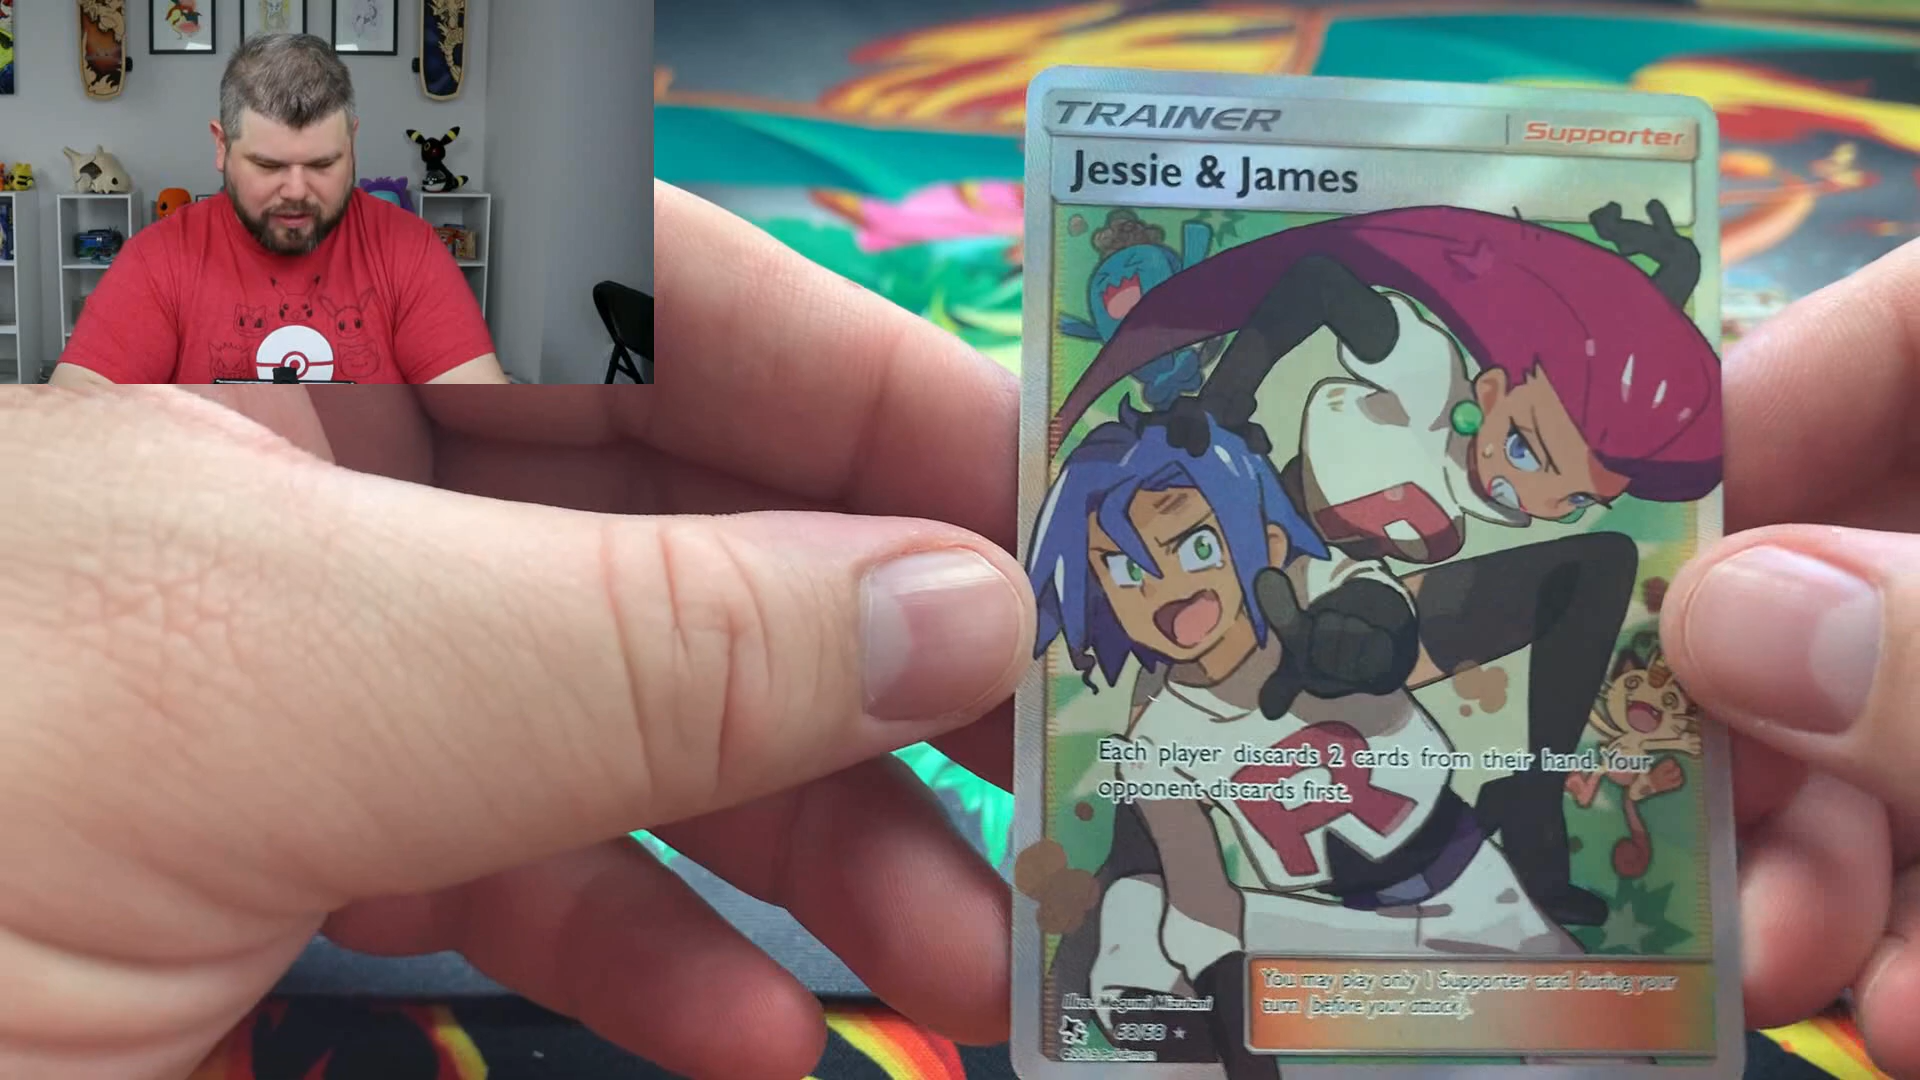 TRAINER
Supporter
Jessie & James
Each player discards 2 cards from their hand. Your
opponent discards first.
You may play only 1 Supporter card during your
turn (before your attack).
Illus. Megumi Mizutani
68/68
©2019 Pokémon